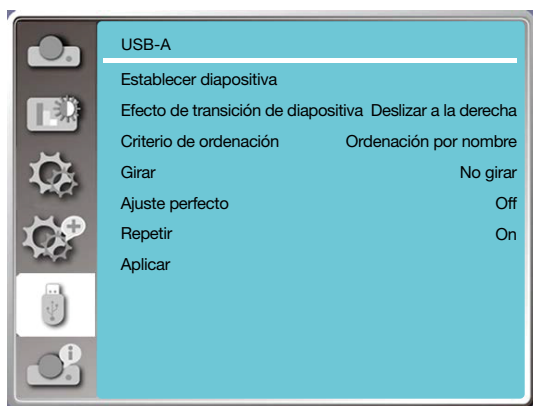 USB-A
Establecer diapositiva
Efecto de transición de diapositiva Deslizar a la derecha
Criterio de ordenación Ordenación por nombre
Girar No girar
Ajuste perfecto Off
Repetir On
Aplicar